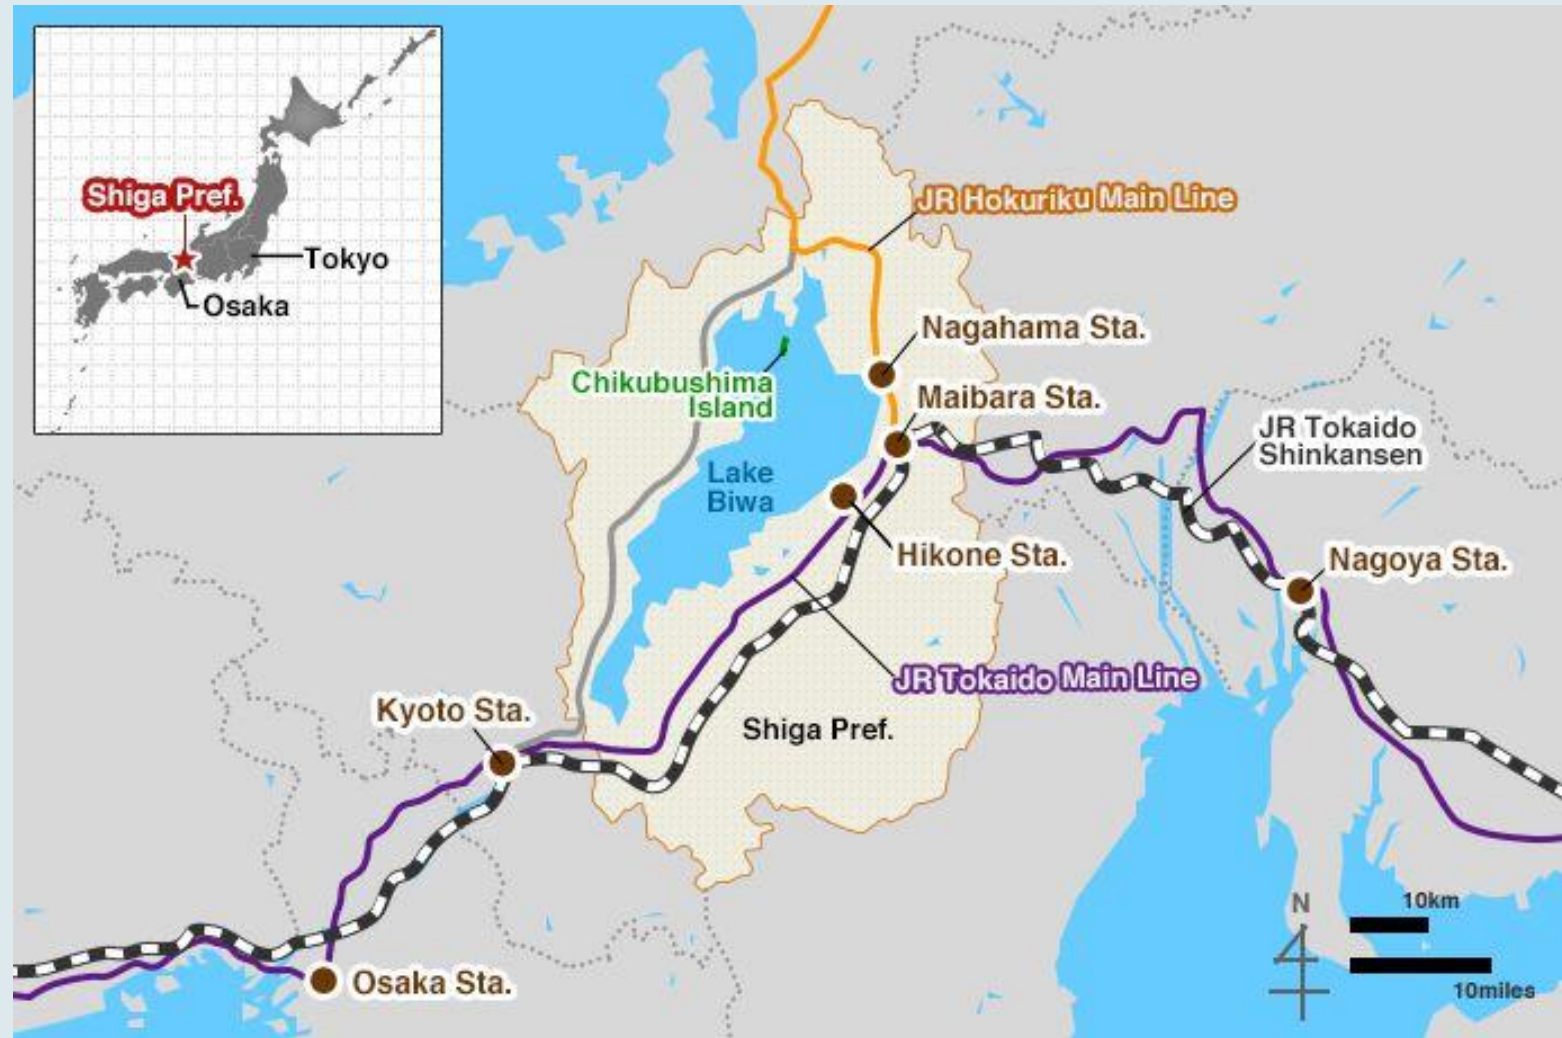 Shiga Pref.
Tokyo
Osaka
JR Hokuriku Main Line
Nagahama Sta.
Chikubushima
Island
Maibara Sta.
JR Tokaido
Shinkansen
Lake
Biwa
Hikone Sta.
Nagoya Sta.
JR Tokaido Main Line
Kyoto Sta.
Shiga Pref.
N
10km
Osaka Sta.
10miles